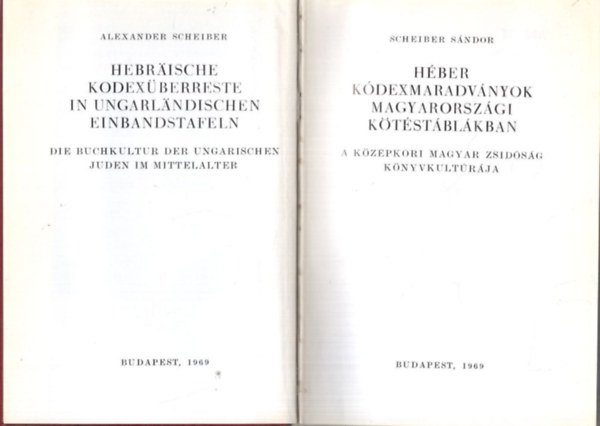 ALEXANDER SCHEIBER
HEBRÄISCHE
KODEXÜBERRESTE
IN UNGARLÄNDISCHEN
EINBANDSTAFELN
DIE BUCHKULTUR DER UNGARISCHEN
JUDEN IM MITTELALTER
BUDAPEST, 1969
SCHEIBER SÁNDOR
HÉBER
KÓDEXMARADVÁNYOK
MAGYARORSZÁGI
KÖTÉSTÁBLÁKBAN
A KÖZÉPKORI MAGYAR ZSIDÓSÁG
KÖNYVKULTÚRÁJA
BUDAPEST, 1969